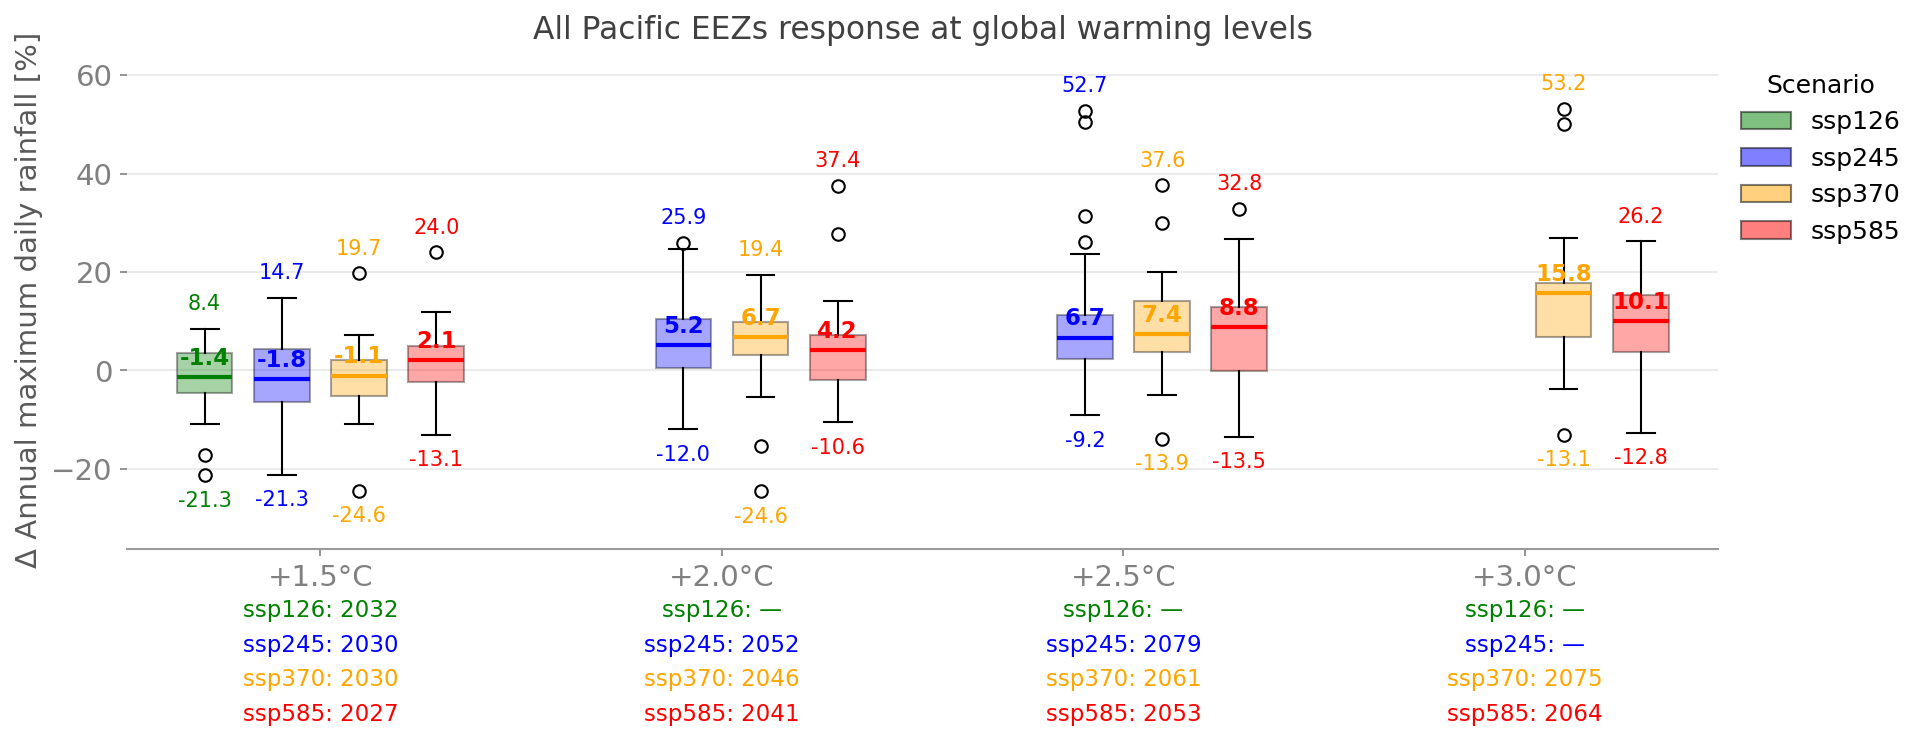 All Pacific EEZs response at global warming levels
Δ Annual maximum daily rainfall [%]
60
40
20
0
−20
Scenario
ssp126
ssp245
ssp370
ssp585
8.4
-1.4
-21.3
14.7
-1.8
-21.3
19.7
-1.1
-24.6
24.0
2.1
-13.1
25.9
5.2
-12.0
19.4
6.7
-24.6
37.4
4.2
-10.6
52.7
6.7
-9.2
37.6
7.4
-13.9
32.8
8.8
-13.5
53.2
15.8
-13.1
26.2
10.1
-12.8
+1.5°C
ssp126: 2032
ssp245: 2030
ssp370: 2030
ssp585: 2027
+2.0°C
ssp126: —
ssp245: 2052
ssp370: 2046
ssp585: 2041
+2.5°C
ssp126: —
ssp245: 2079
ssp370: 2061
ssp585: 2053
+3.0°C
ssp126: —
ssp245: —
ssp370: 2075
ssp585: 2064